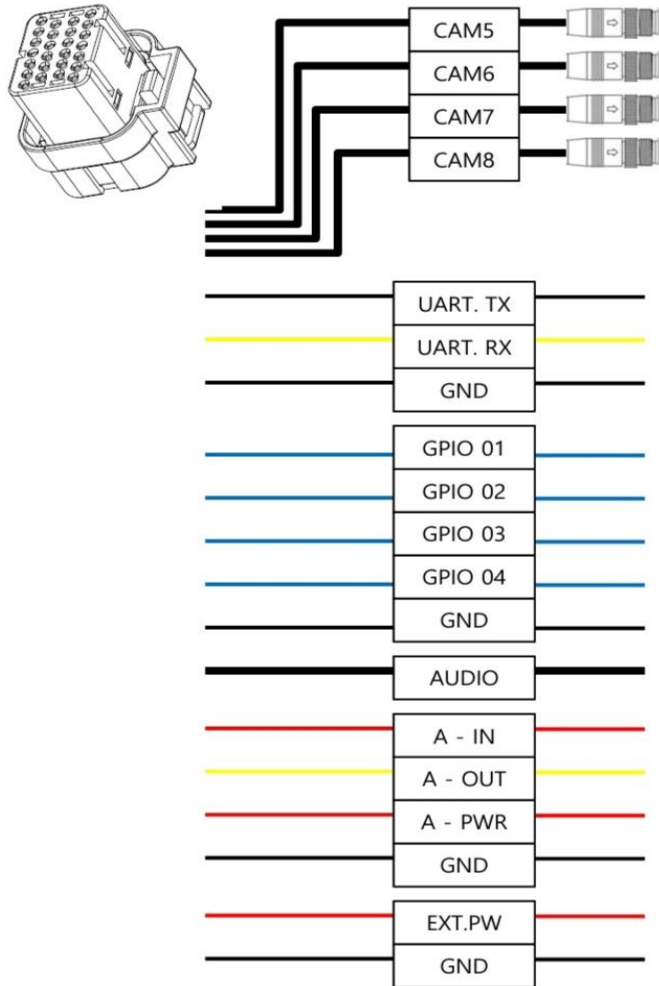 CAM5
CAM6
CAM7
CAM8
UART. TX
UART. RX
GND
GPIO 01
GPIO 02
GPIO 03
GPIO 04
GND
AUDIO
A - IN
A - OUT
A - PWR
GND
EXT.PW
GND